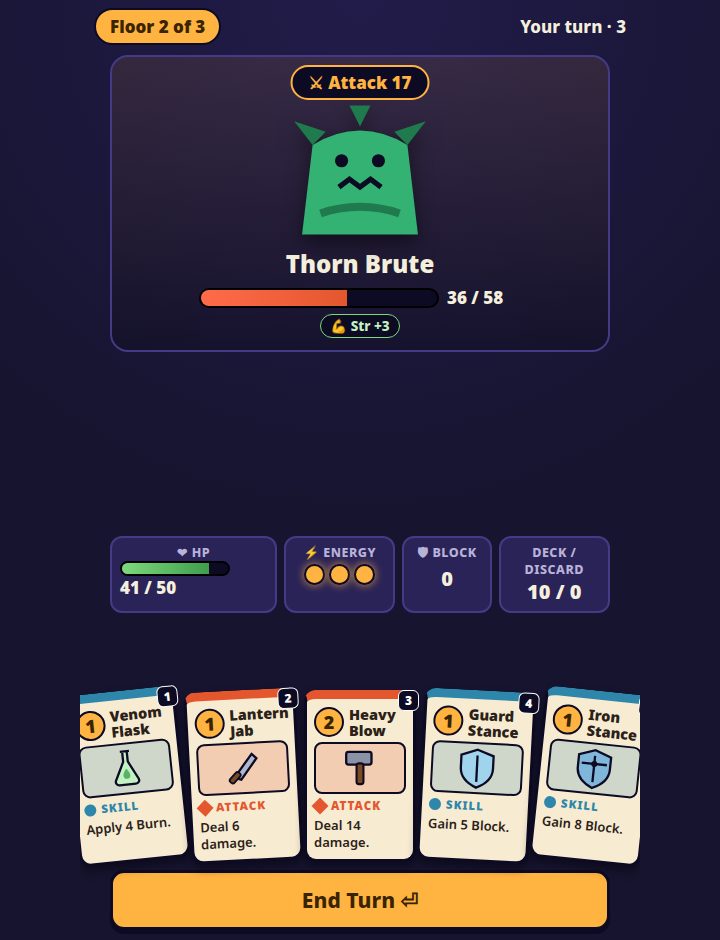 Floor 2 of 3
Your turn · 3
⚔ Attack 17
Thorn Brute
36 / 58
💪 Str +3
❤ HP
41 / 50
⚡ ENERGY
🛡 BLOCK
0
DECK /
DISCARD
10 / 0
1
1
Venom
Flask
SKILL
Apply 4 Burn.
2
1
Lantern
Jab
ATTACK
Deal 6
damage.
3
2
Heavy
Blow
ATTACK
Deal 14
damage.
4
1
Guard
Stance
SKILL
Gain 5 Block.
1
Iron
Stance
SKILL
Gain 8 Block.
End Turn ⏎